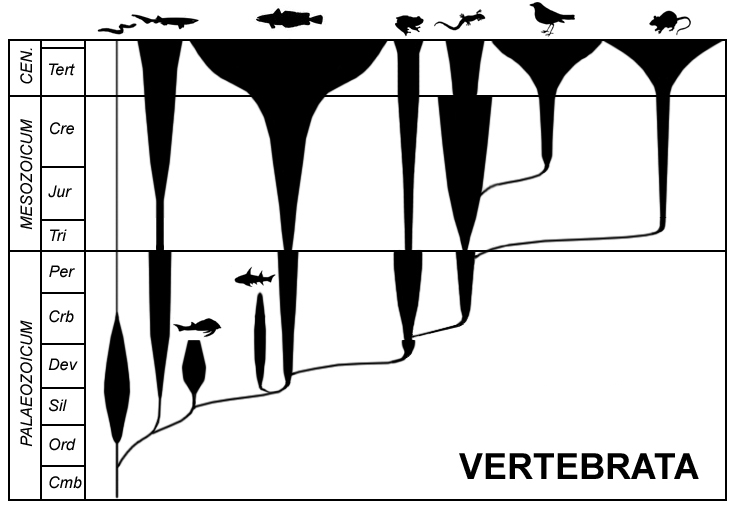 CEN.
Tert
MESOZOICUM
Cre
Jur
Tri
PALAEOZOICUM
Per
Crb
Dev
Sil
Ord
Cmb
VERTEBRATA